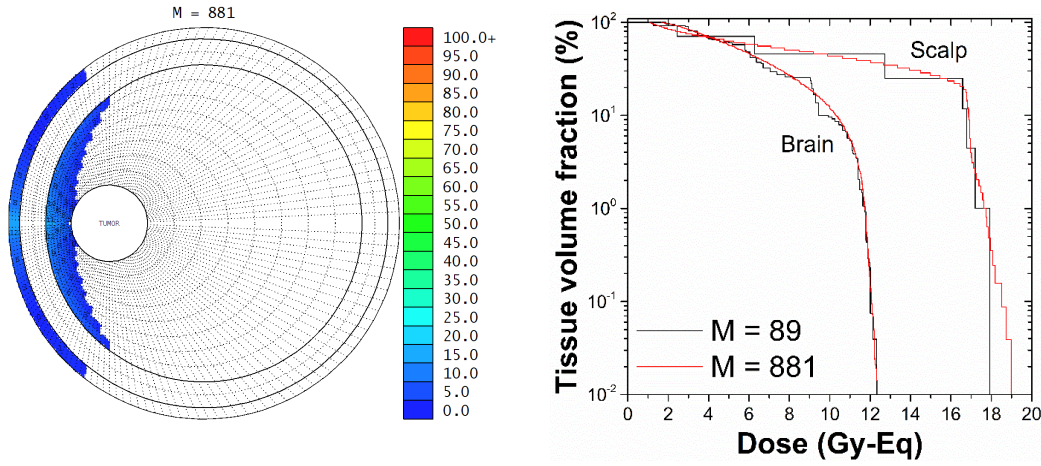 M = 881
TUMOR
100.0+
95.0
90.0
85.0
80.0
75.0
70.0
65.0
60.0
55.0
50.0
45.0
40.0
35.0
30.0
25.0
20.0
15.0
10.0
5.0
0.0
Tissue volume fraction (%)
10^2
10^1
10^0
10^-1
10^-2
Scalp
Brain
M = 89
M = 881
0 2 4 6 8 10 12 14 16 18 20
Dose (Gy-Eq)